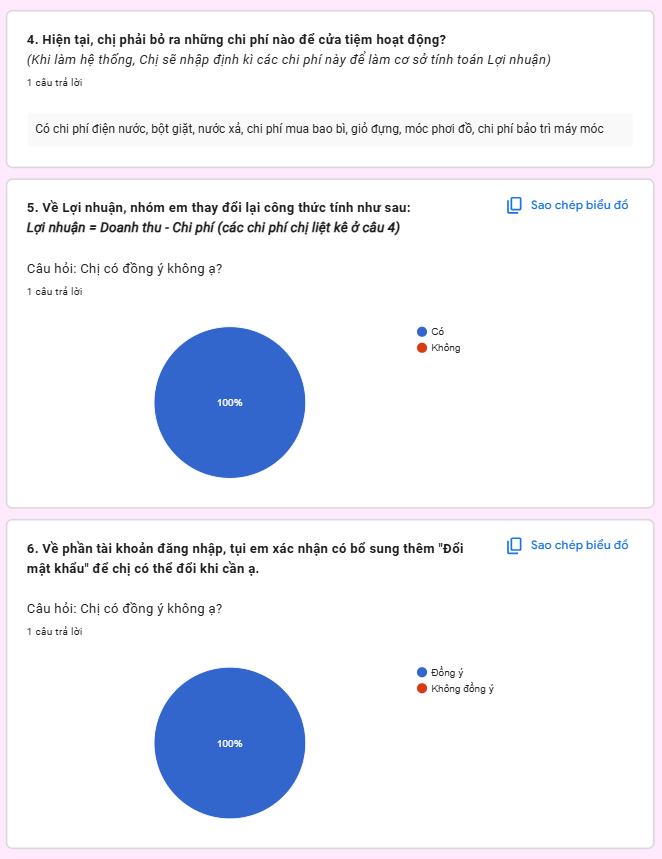 4. Hiện tại, chị phải bỏ ra những chi phí nào để cửa tiệm hoạt động?
(Khi làm hệ thống, Chị sẽ nhập định kì các chi phí này để làm cơ sở tính toán Lợi nhuận)
1 câu trả lời
Có chi phí điện nước, bột giặt, nước xả, chi phí mua bao bì, giỏ đựng, móc phơi đồ, chi phí bảo trì máy móc
5. Về Lợi nhuận, nhóm em thay đổi lại công thức tính như sau:
Lợi nhuận = Doanh thu - Chi phí (các chi phí chị liệt kê ở câu 4)
Sao chép biểu đồ
Câu hỏi: Chị có đồng ý không ạ?
1 câu trả lời
Có
Không
100%
6. Về phần tài khoản đăng nhập, tụi em xác nhận có bổ sung thêm "Đổi
mật khẩu" để chị có thể đổi khi cần ạ.
Sao chép biểu đồ
Câu hỏi: Chị có đồng ý không ạ?
1 câu trả lời
Đồng ý
Không đồng ý
100%